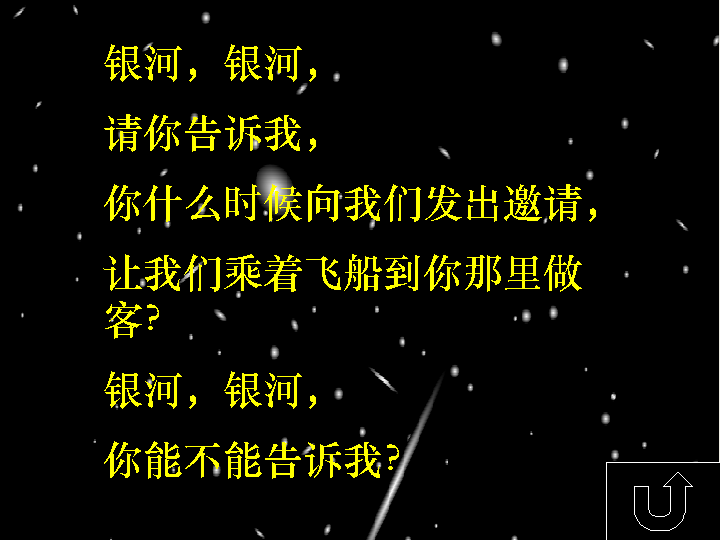 银河，银河，
请你告诉我，
你什么时候向我们发出邀请，
让我们乘着飞船到你那里做
客？
银河，银河，
你能不能告诉我？